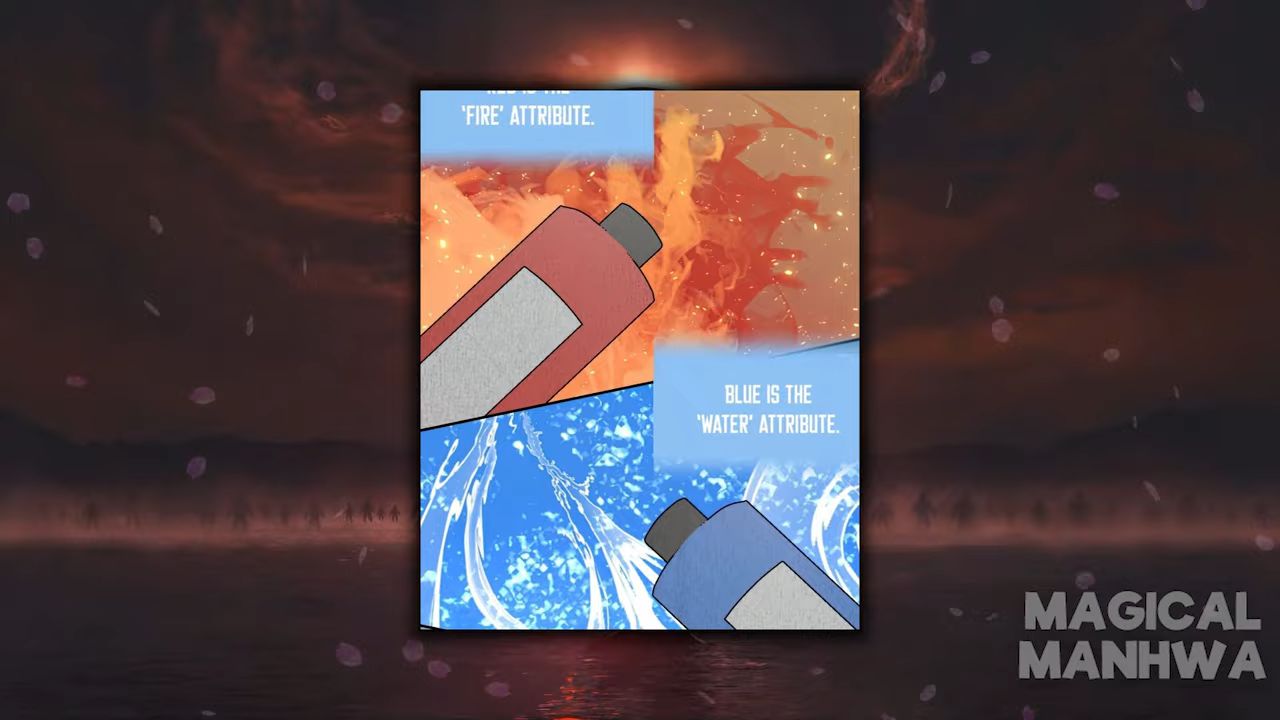 'FIRE' ATTRIBUTE.
BLUE IS THE
'WATER' ATTRIBUTE.
MAGICAL
MANHWA